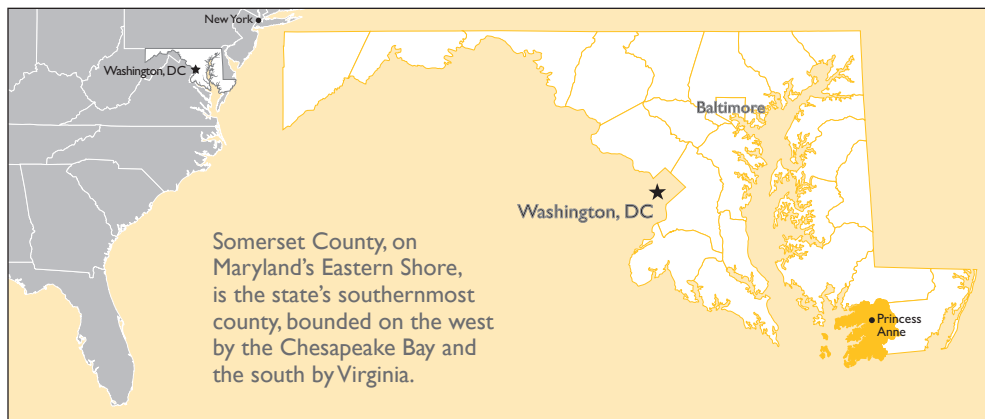 New York
Washington, DC
Baltimore
Washington, DC
Somerset County, on
Maryland's Eastern Shore,
is the state's southernmost
county, bounded on the west
by the Chesapeake Bay and
the south by Virginia.
Princess
Anne